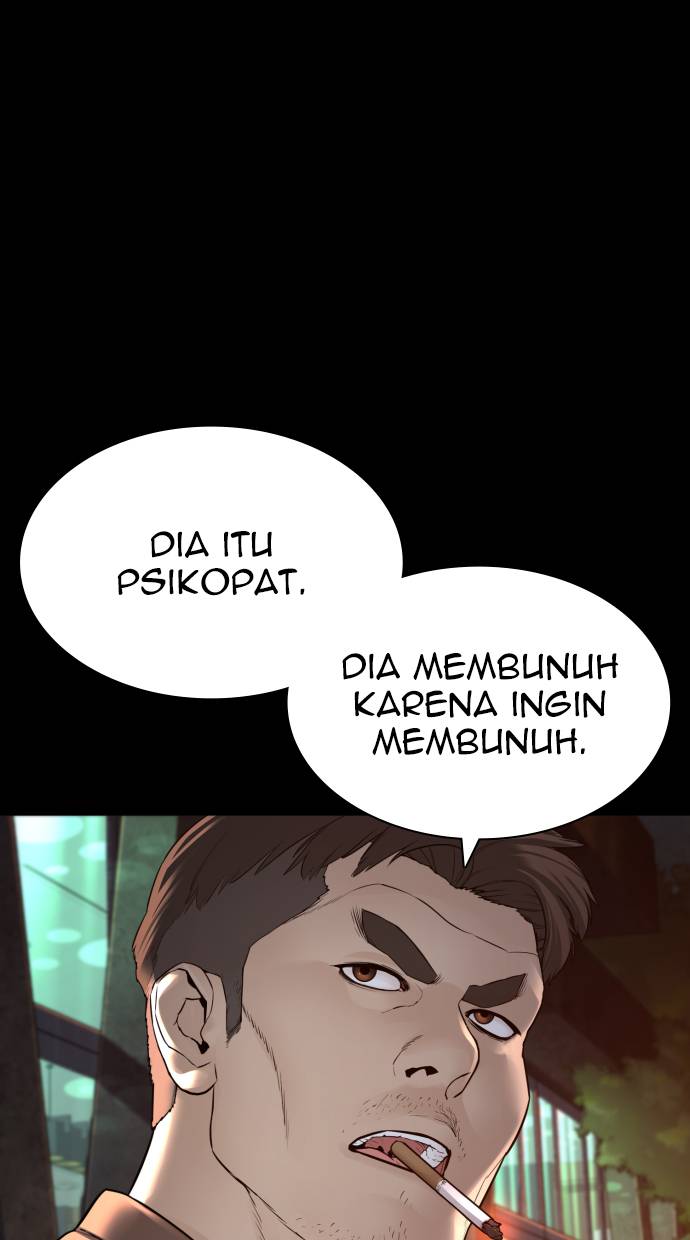 DIA ITU
PSIKOPAT.
DIA MEMBUNUH
KARENA INGIN
MEMBUNUH.